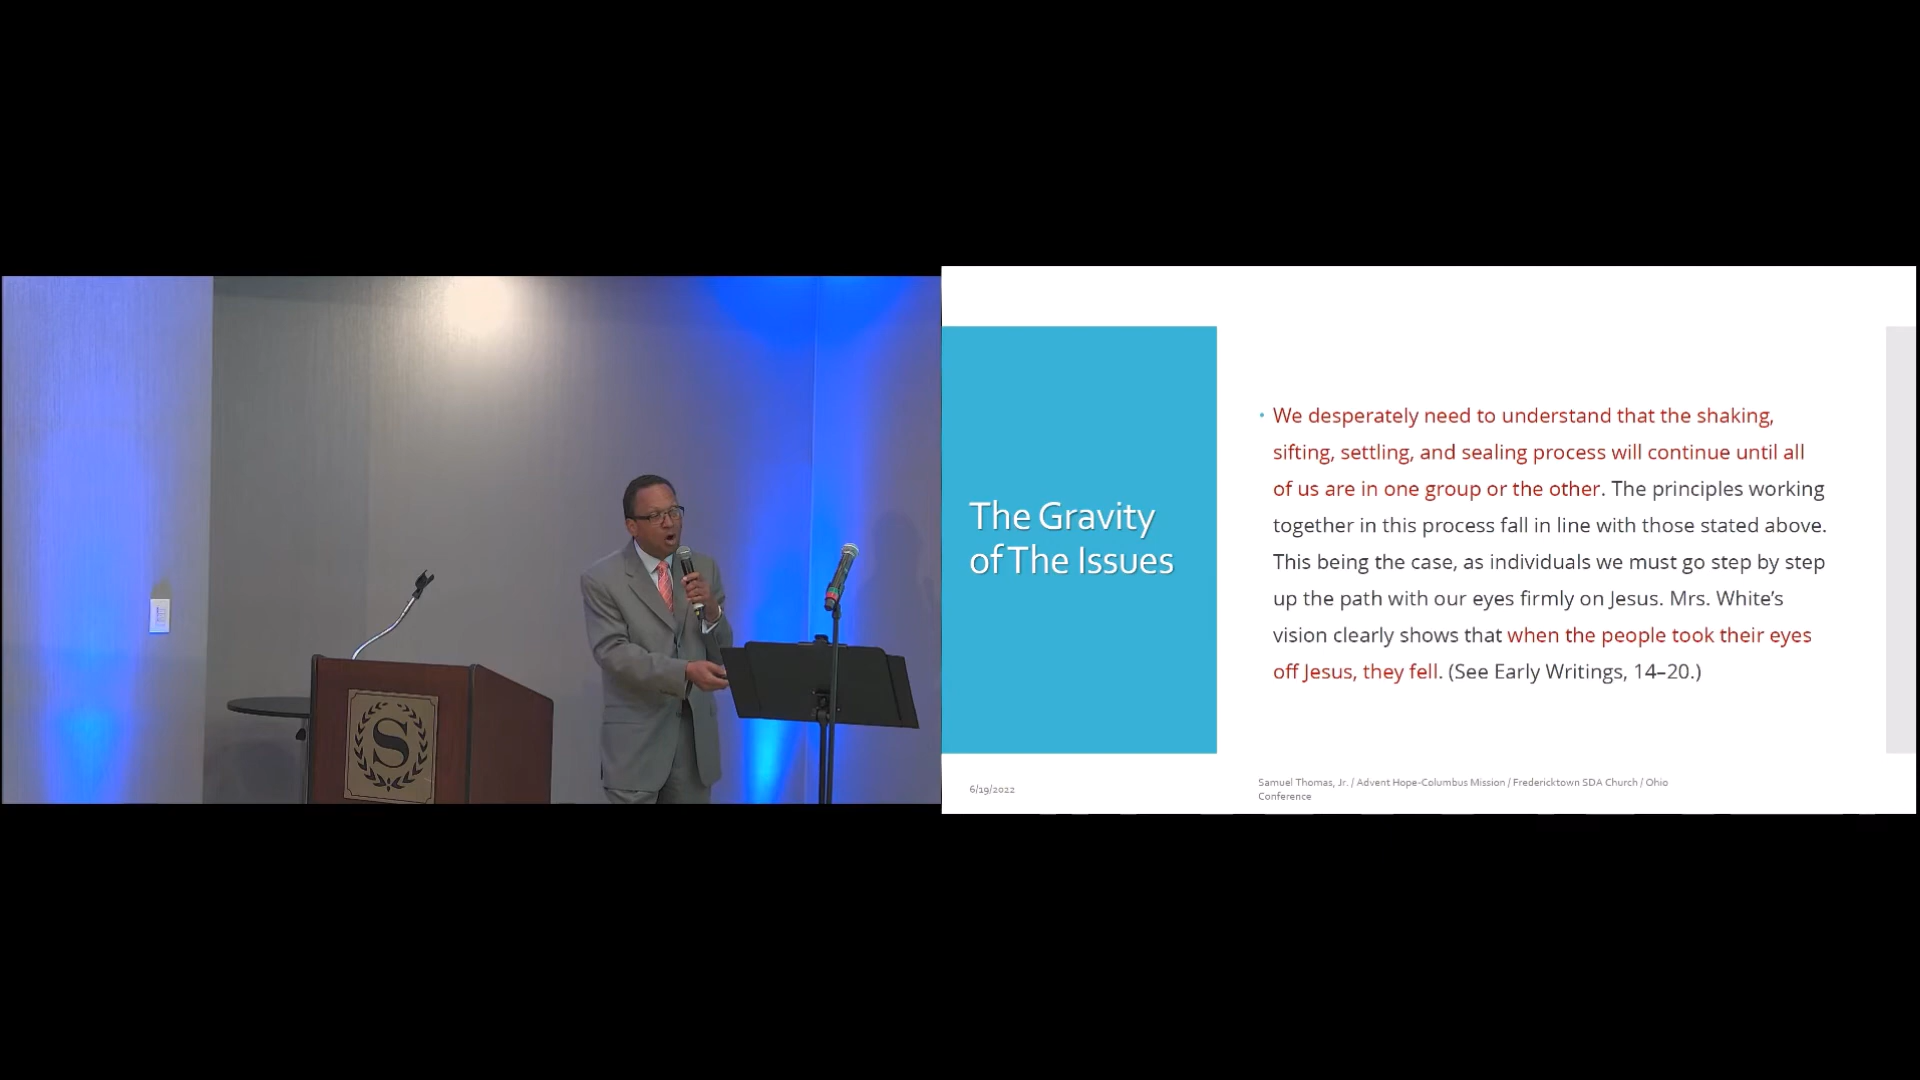 S
The Gravity
of The Issues
• We desperately need to understand that the shaking,
sifting, settling, and sealing process will continue until all
of us are in one group or the other. The principles working
together in this process fall in line with those stated above.
This being the case, as individuals we must go step by step
up the path with our eyes firmly on Jesus. Mrs. White’s
vision clearly shows that when the people took their eyes
off Jesus, they fell. (See Early Writings, 14–20.)
6/19/2022
Samuel Thomas, Jr. / Advent Hope-Columbus Mission / Fredericktown SDA Church / Ohio
Conference